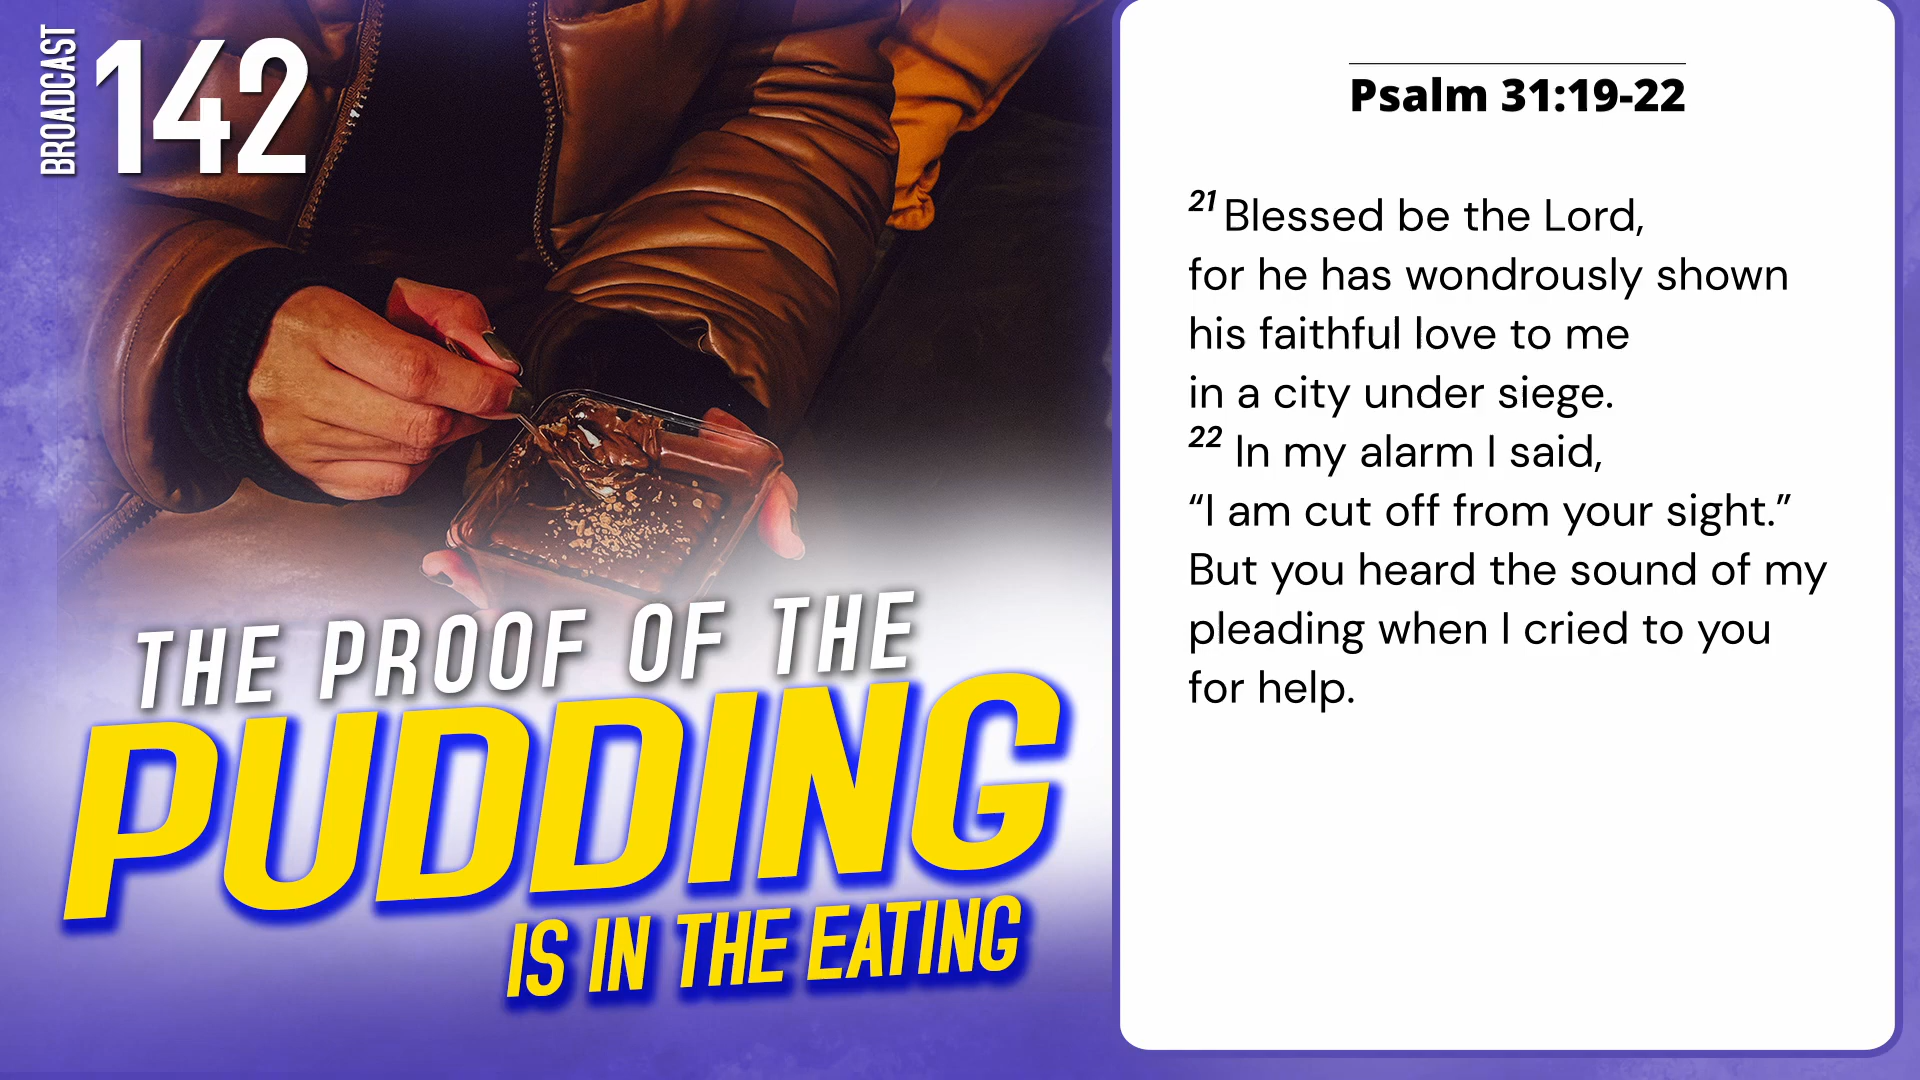 BROADCAST
142
THE PROOF OF THE
PUDDING
IS IN THE EATING
Psalm 31:19-22
21 Blessed be the Lord,
for he has wondrously shown
his faithful love to me
in a city under siege.
22 In my alarm I said,
“I am cut off from your sight.”
But you heard the sound of my
pleading when I cried to you
for help.